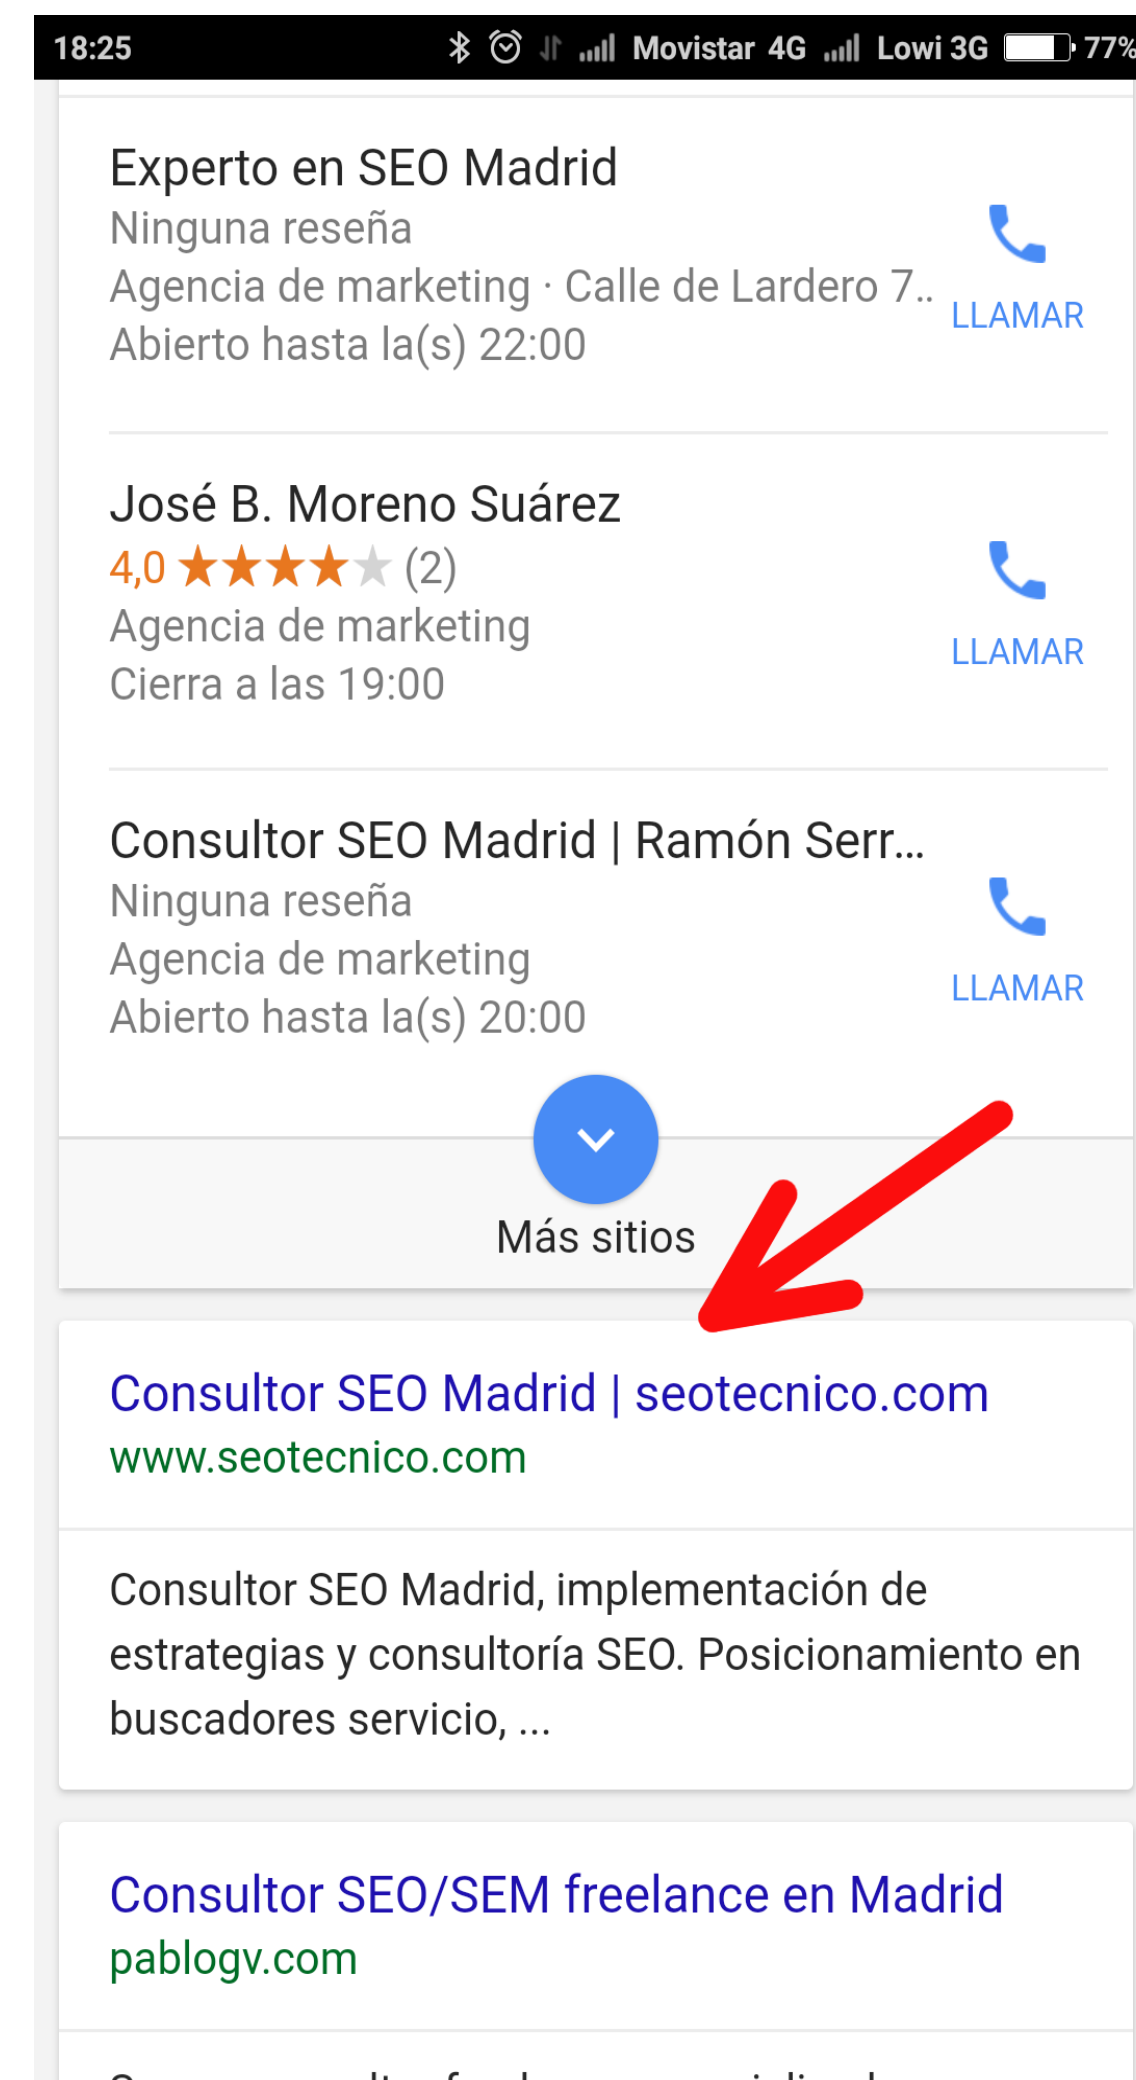 18:25 Movistar 4G Lowi 3G 77%
Experto en SEO Madrid
Ninguna reseña
Agencia de marketing · Calle de Lardero 7..
Abierto hasta la(s) 22:00
LLAMAR
José B. Moreno Suárez
4,0 ★★★★★ (2)
Agencia de marketing
Cierra a las 19:00
LLAMAR
Consultor SEO Madrid | Ramón Serr...
Ninguna reseña
Agencia de marketing
Abierto hasta la(s) 20:00
LLAMAR
Más sitios
Consultor SEO Madrid | seotecnico.com
www.seotecnico.com
Consultor SEO Madrid, implementación de
estrategias y consultoría SEO. Posicionamiento en
buscadores servicio, ...
Consultor SEO/SEM freelance en Madrid
pablogv.com